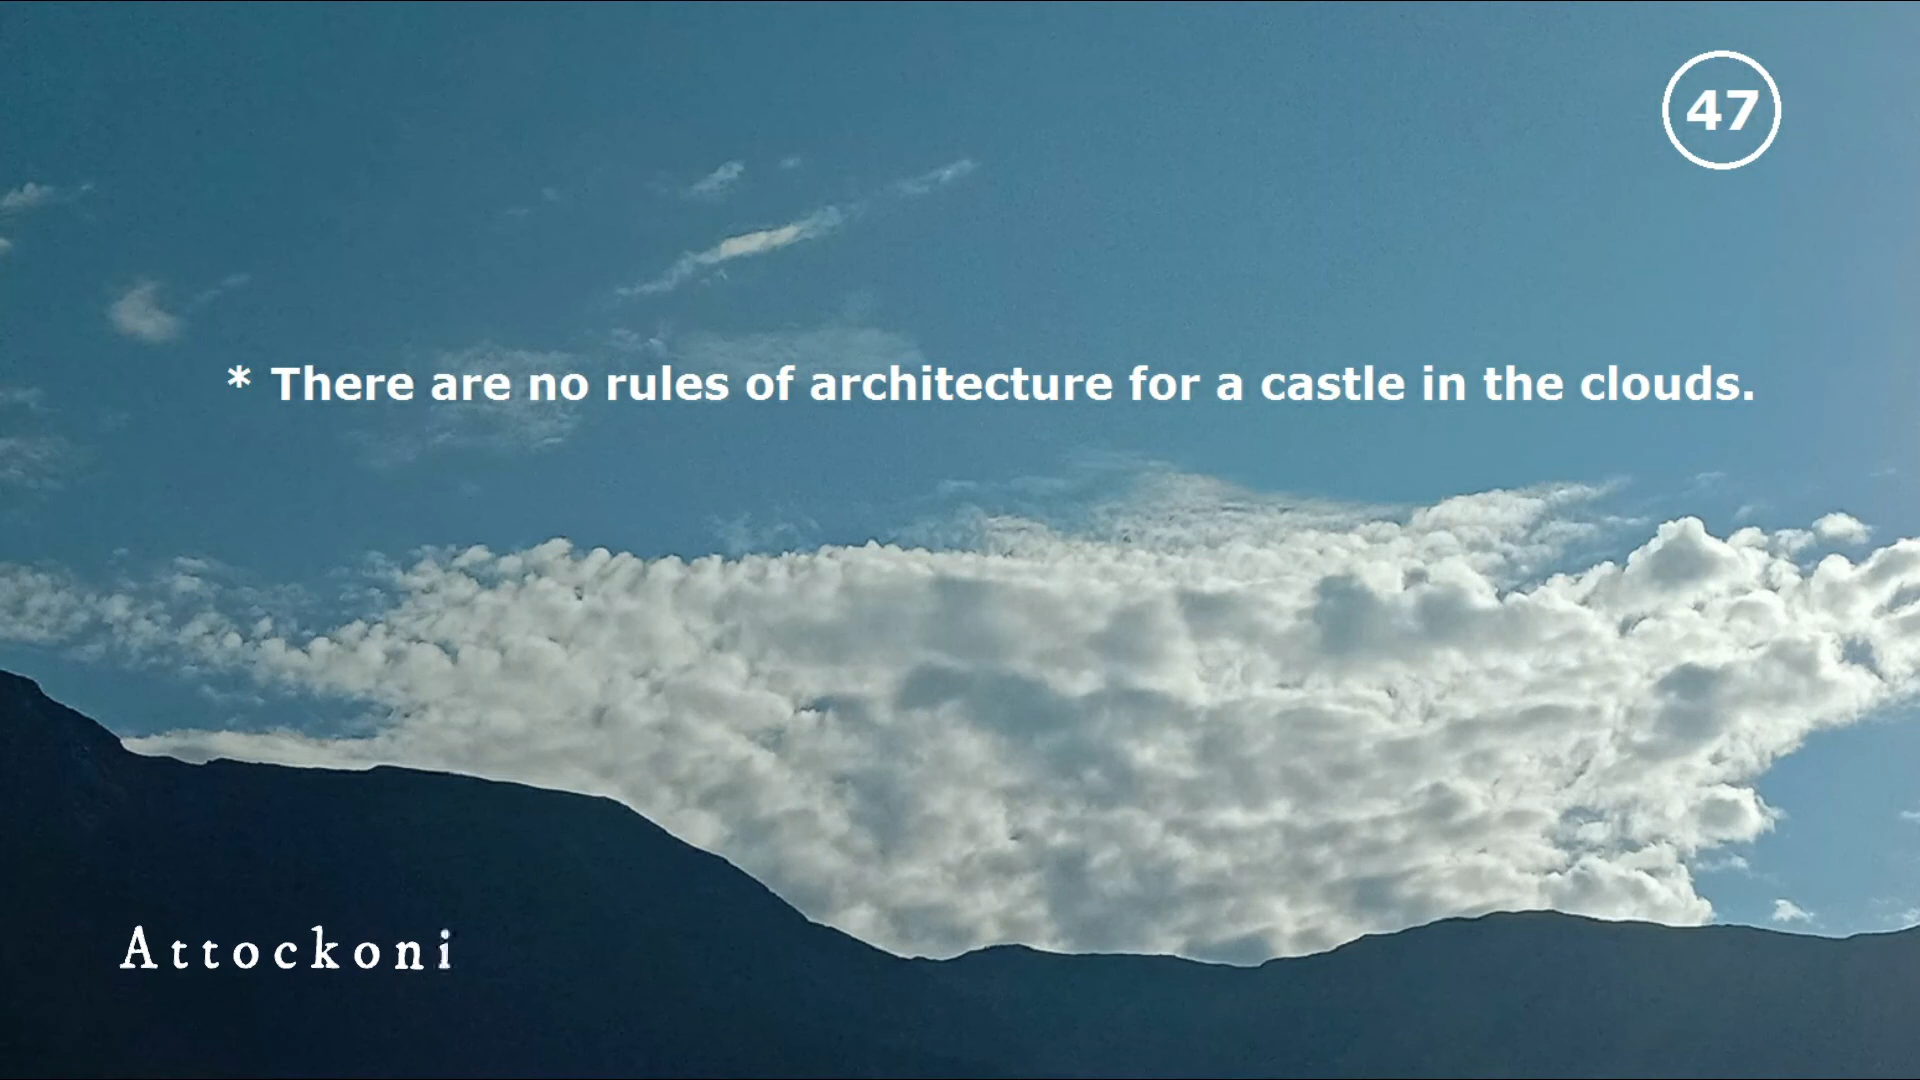 47
* There are no rules of architecture for a castle in the clouds.
Attockoni